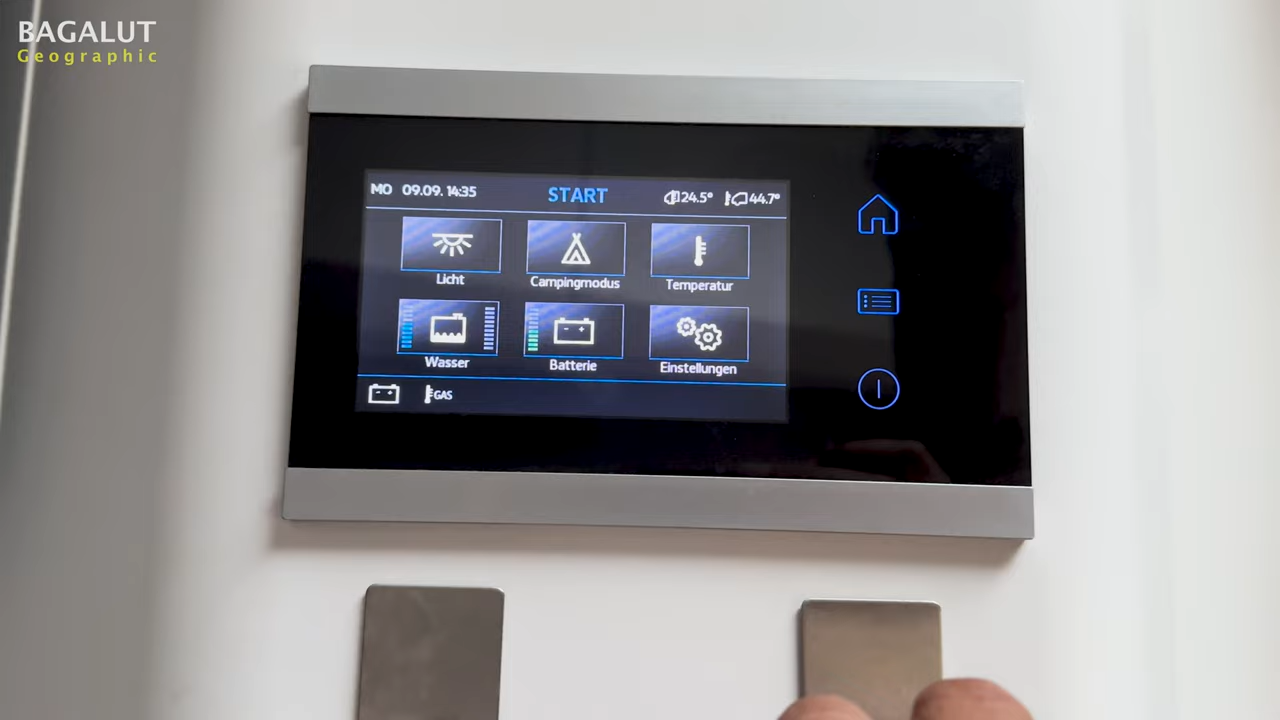 BAGALUT
Geographic
MO 09.09. 14:35 START 24.5° 44.7°
Licht Campingmodus Temperatur
Wasser Batterie Einstellungen
GAS